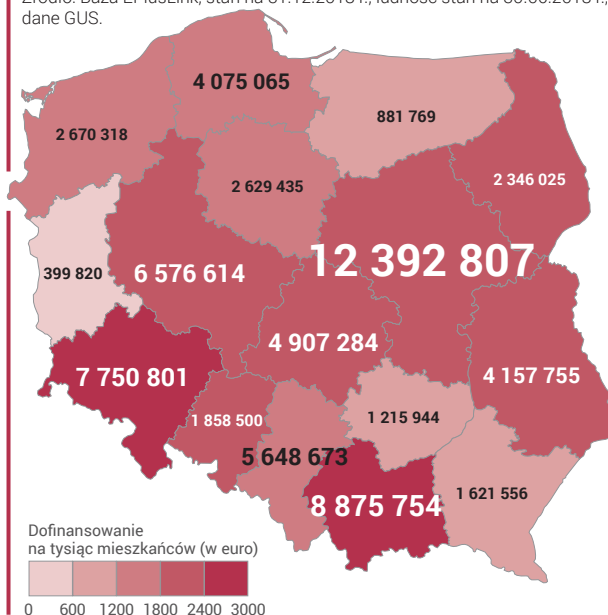 dane GUS.
4 075 065
881 769
2 670 318
2 346 025
2 629 435
12 392 807
399 820
6 576 614
4 907 284
7 750 801
4 157 755
1 858 500
1 215 944
5 648 673
8 875 754
1 621 556
Dofinansowanie
na tysiąc mieszkańców (w euro)
0 600 1200 1800 2400 3000